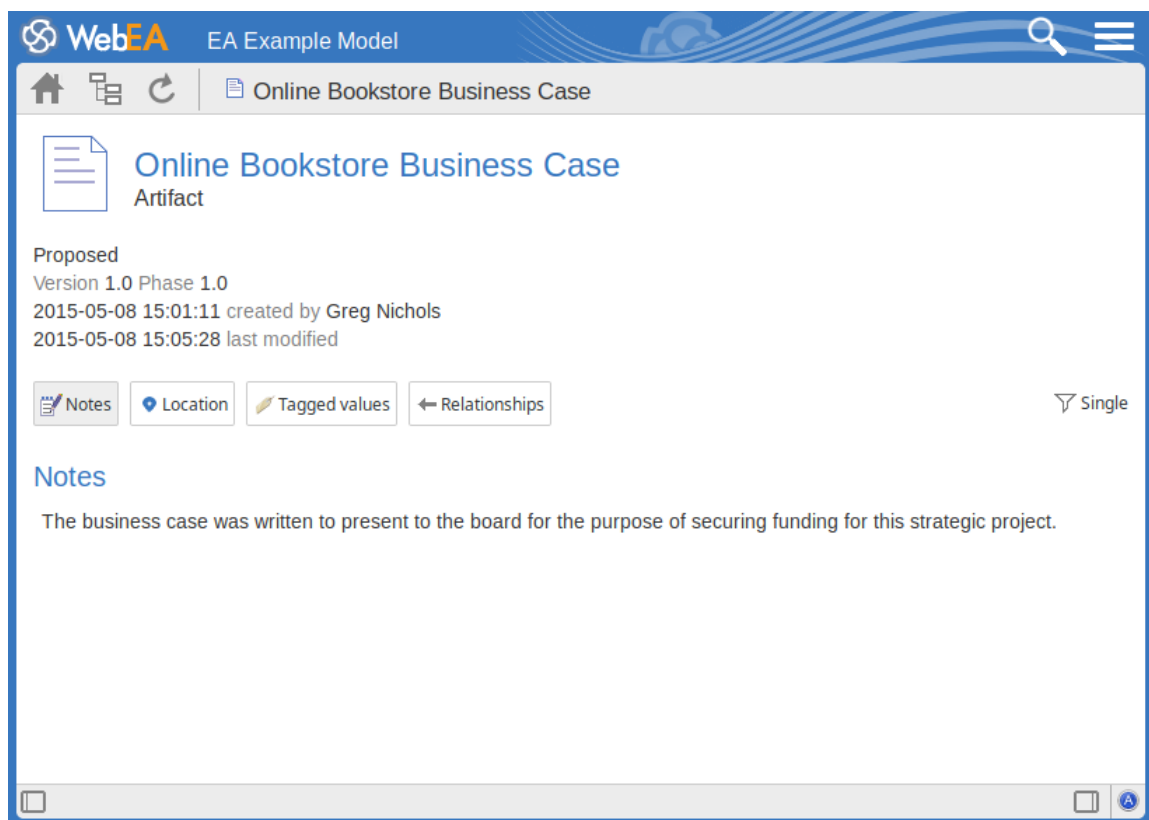 WebEA EA Example Model
Online Bookstore Business Case
Online Bookstore Business Case
Artifact
Proposed
Version 1.0 Phase 1.0
2015-05-08 15:01:11 created by Greg Nichols
2015-05-08 15:05:28 last modified
Notes Location Tagged values Relationships Single
Notes
The business case was written to present to the board for the purpose of securing funding for this strategic project.
A